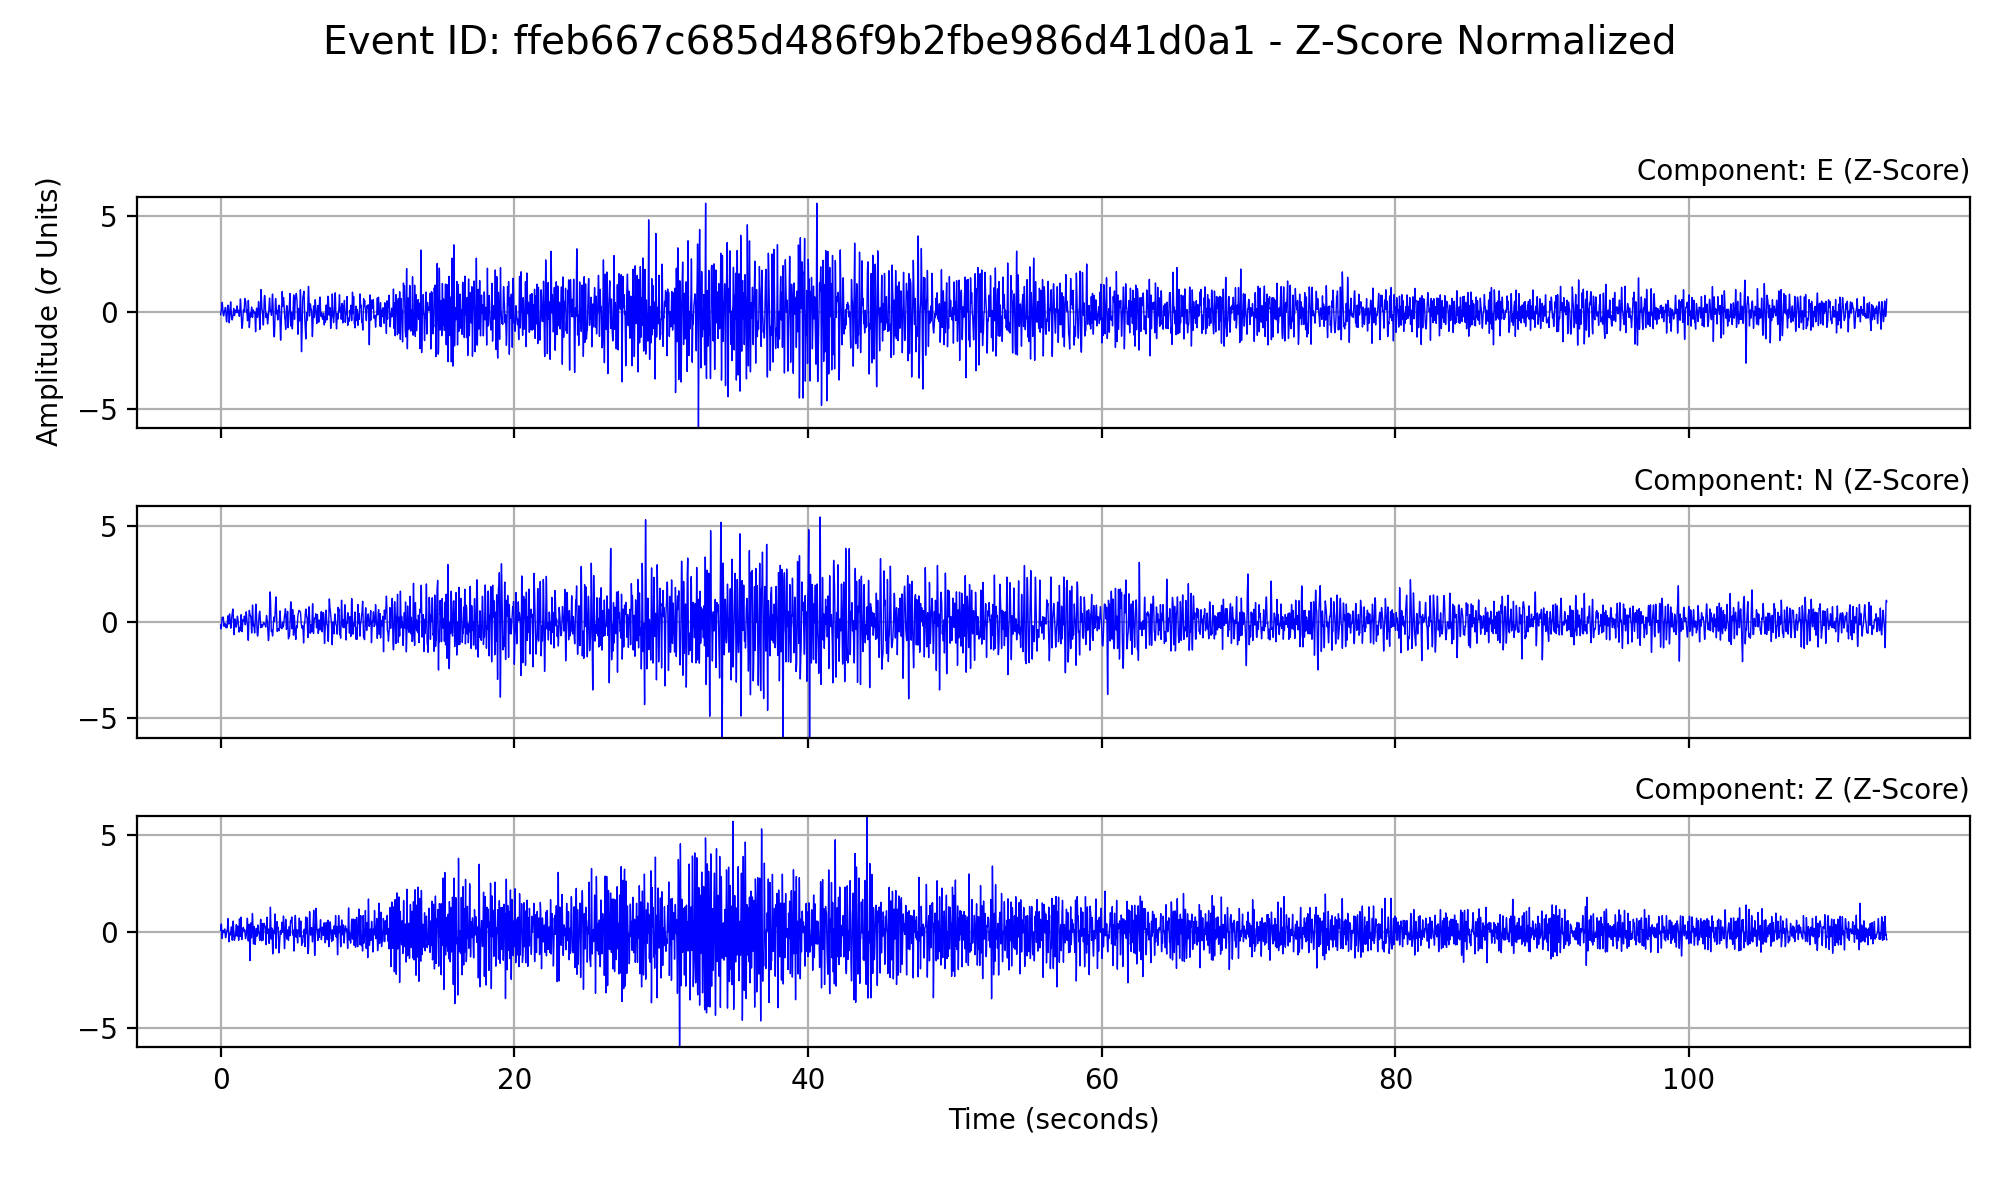 Event ID: ffeb667c685d486f9b2fbe986d41d0a1 - Z-Score Normalized
Component: E (Z-Score)
Amplitude (σ Units)
5
0
−5
Component: N (Z-Score)
5
0
−5
Component: Z (Z-Score)
5
0
−5
0 20 40 60 80 100
Time (seconds)